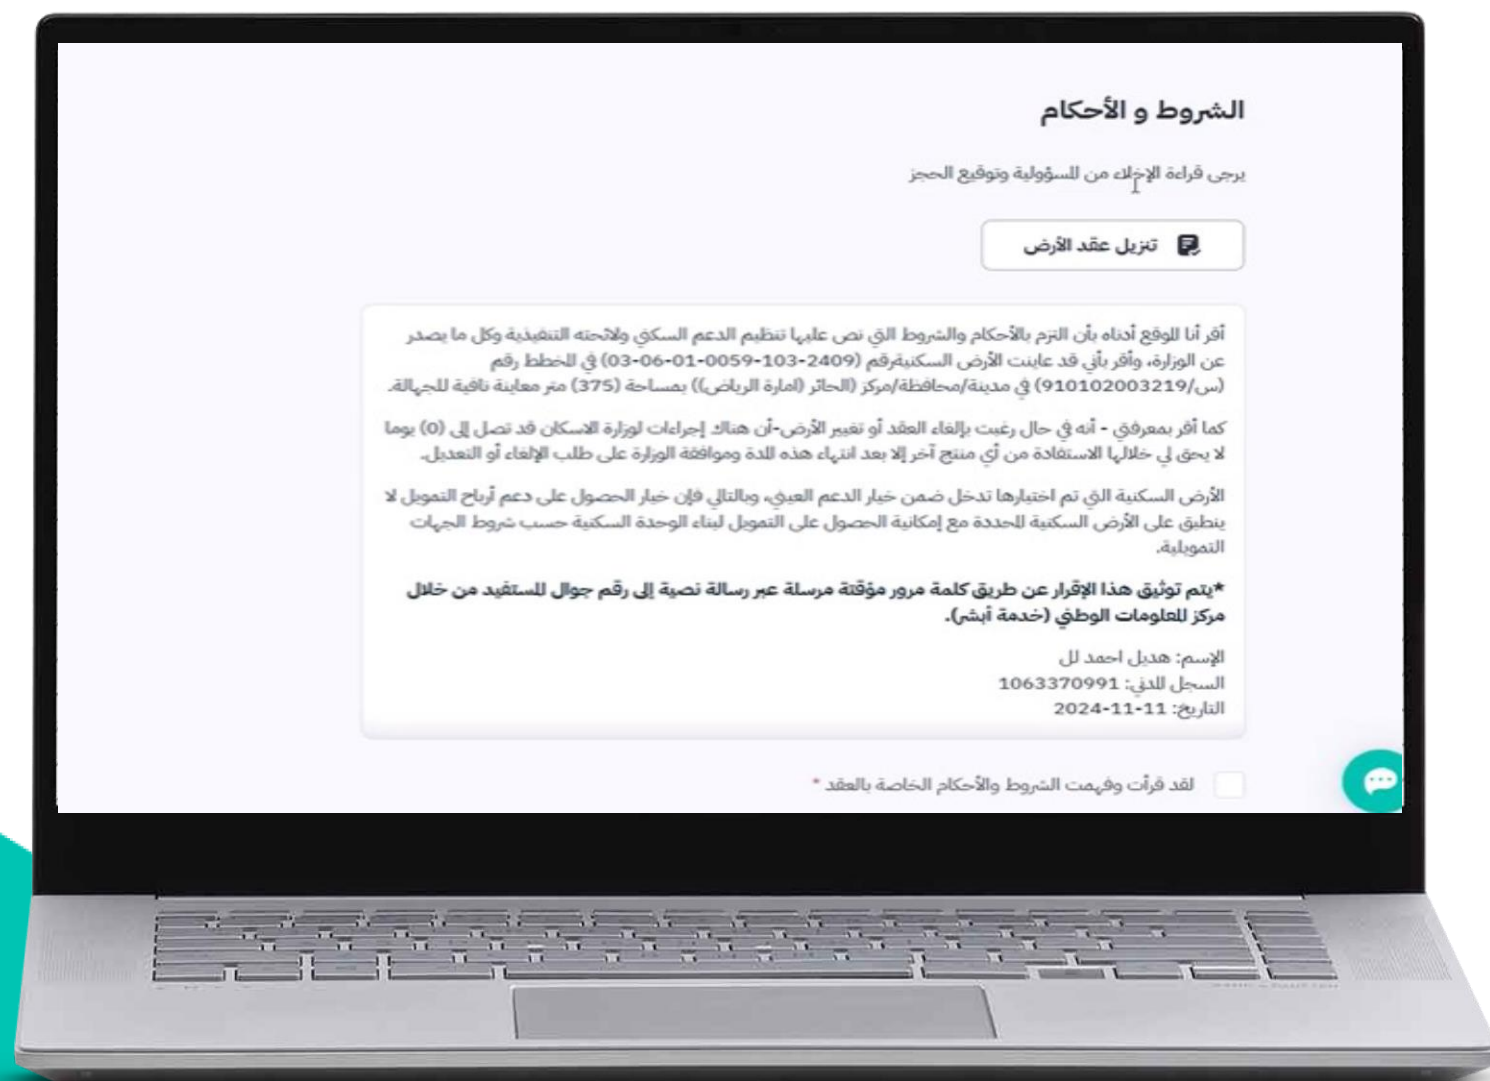 الشروط و الأحكام
يرجى قراءة الإخلاء من المسؤولية وتوقيع الحجز
تنزيل عقد الأرض
أقر أنا الموقع أدناه بأن التزم بالأحكام والشروط التي نص عليها تنظيم الدعم السكني ولائحته التنفيذية وكل ما يصدر
عن الوزارة، وأقر بأني قد عاينت الأرض السكنيةرقم (2409-103-0059-01-06-03) في المخطط رقم
(س/910102003219) في مدينة/محافظة/مركز (الحائر (امارة الرياض)) بمساحة (375) متر معاينة نافية للجهالة.
كما أقر بمعرفتي - أنه في حال رغبت بإلغاء العقد أو تغيير الأرض-أن هناك إجراءات لوزارة الاسكان قد تصل إلى (0) يوما
لا يحق لي خلالها الاستفادة من أي منتج آخر إلا بعد انتهاء هذه المدة وموافقة الوزارة على طلب الإلغاء أو التعديل.
الأرض السكنية التي تم اختيارها تدخل ضمن خيار الدعم العيني، وبالتالي فإن خيار الحصول على دعم أرباح التمويل لا
ينطبق على الأرض السكنية المحددة مع إمكانية الحصول على التمويل لبناء الوحدة السكنية حسب شروط الجهات
التمويلية.
*يتم توثيق هذا الإقرار عن طريق كلمة مرور مؤقتة مرسلة عبر رسالة نصية إلى رقم جوال المستفيد من خلال
مركز المعلومات الوطني (خدمة أبشر).
الإسم: هديل احمد لل
السجل المدني: 1063370991
التاريخ: 11-11-2024
لقد قرأت وفهمت الشروط والأحكام الخاصة بالعقد *